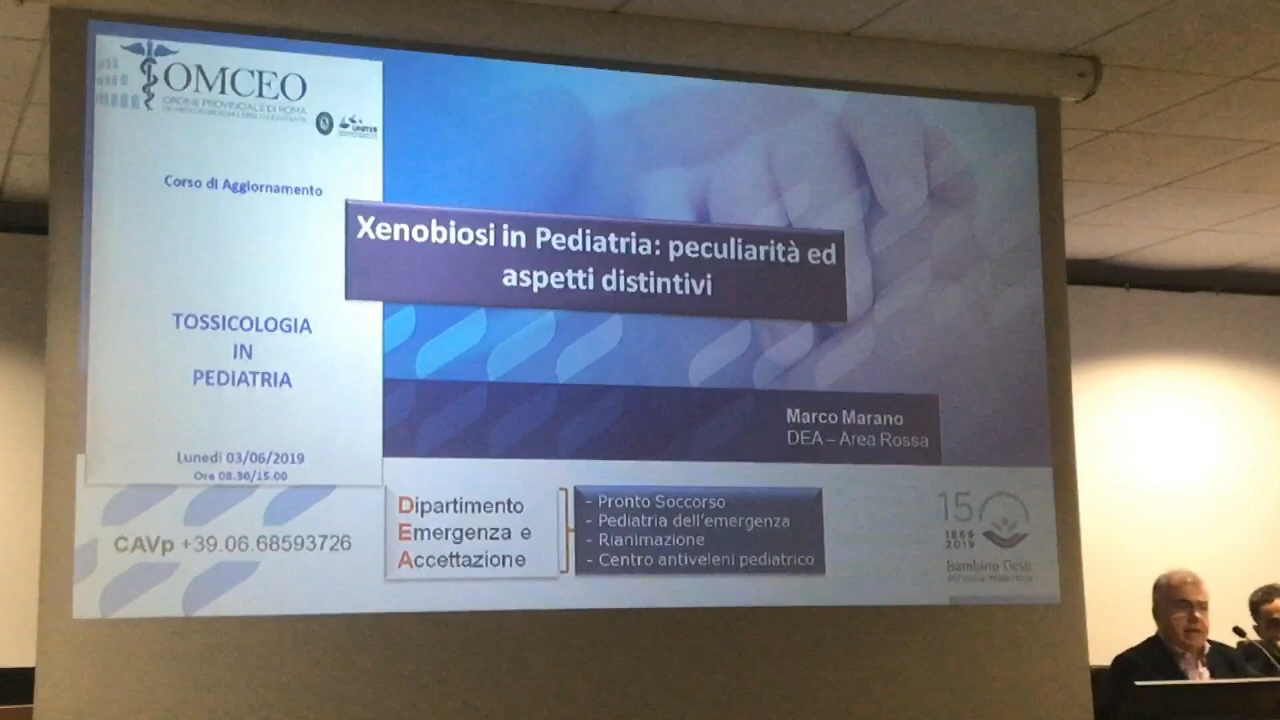 OMCEO
ORDINE PROVINCIALE DI ROMA
Corso di Aggiornamento
Xenobiosi in Pediatria: peculiarità ed
aspetti distintivi
TOSSICOLOGIA
IN
PEDIATRIA
Marco Marano
DEA – Area Rossa
Lunedì 03/06/2019
Ore 08.30/15.00
CAVp +39.06.68593726
Dipartimento
Emergenza e
Accettazione
- Pronto Soccorso
- Pediatria dell'emergenza
- Rianimazione
- Centro antiveleni pediatrico
15
1869
2019
Bambino Gesù